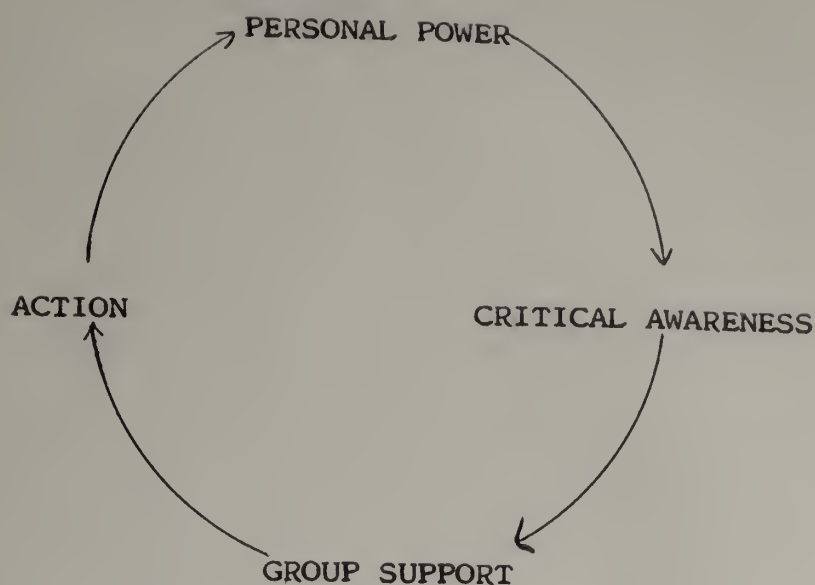 PERSONAL POWER
ACTION
CRITICAL AWARENESS
GROUP SUPPORT